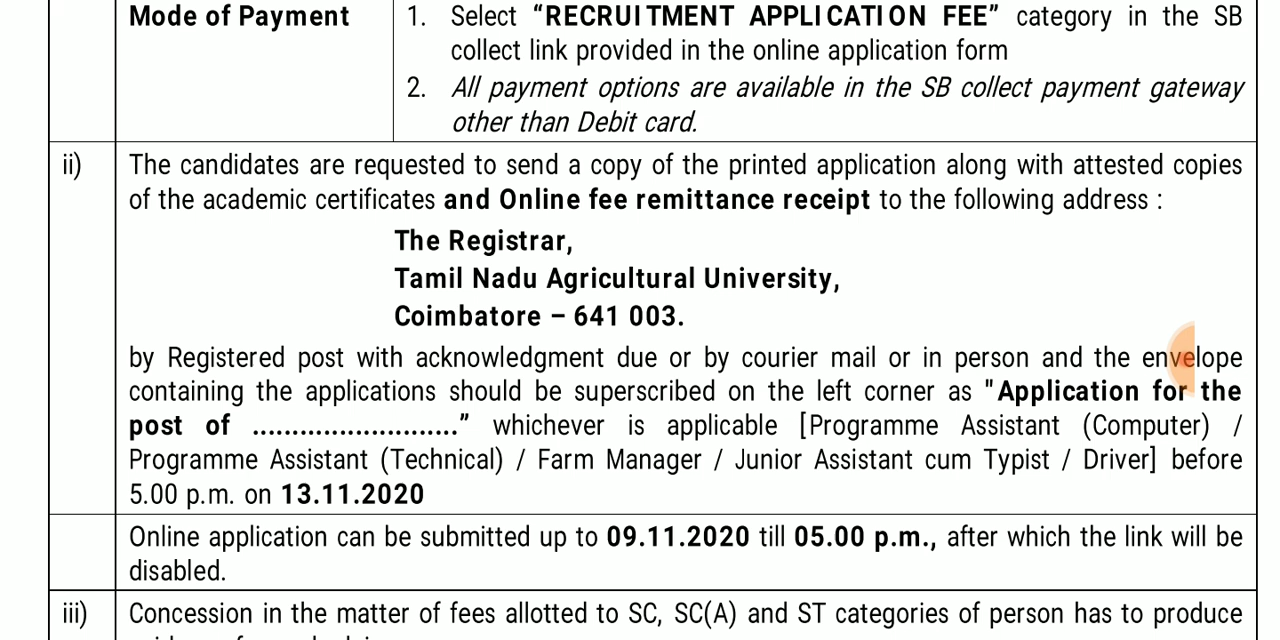 Mode of Payment
1. Select “RECRUITMENT APPLICATION FEE” category in the SB
collect link provided in the online application form
2. All payment options are available in the SB collect payment gateway
other than Debit card.
ii) The candidates are requested to send a copy of the printed application along with attested copies
of the academic certificates and Online fee remittance receipt to the following address :
The Registrar,
Tamil Nadu Agricultural University,
Coimbatore – 641 003.
by Registered post with acknowledgment due or by courier mail or in person and the envelope
containing the applications should be superscribed on the left corner as "Application for the
post of ..........................” whichever is applicable [Programme Assistant (Computer) /
Programme Assistant (Technical) / Farm Manager / Junior Assistant cum Typist / Driver] before
5.00 p.m. on 13.11.2020
Online application can be submitted up to 09.11.2020 till 05.00 p.m., after which the link will be
disabled.
iii) Concession in the matter of fees allotted to SC, SC(A) and ST categories of person has to produce